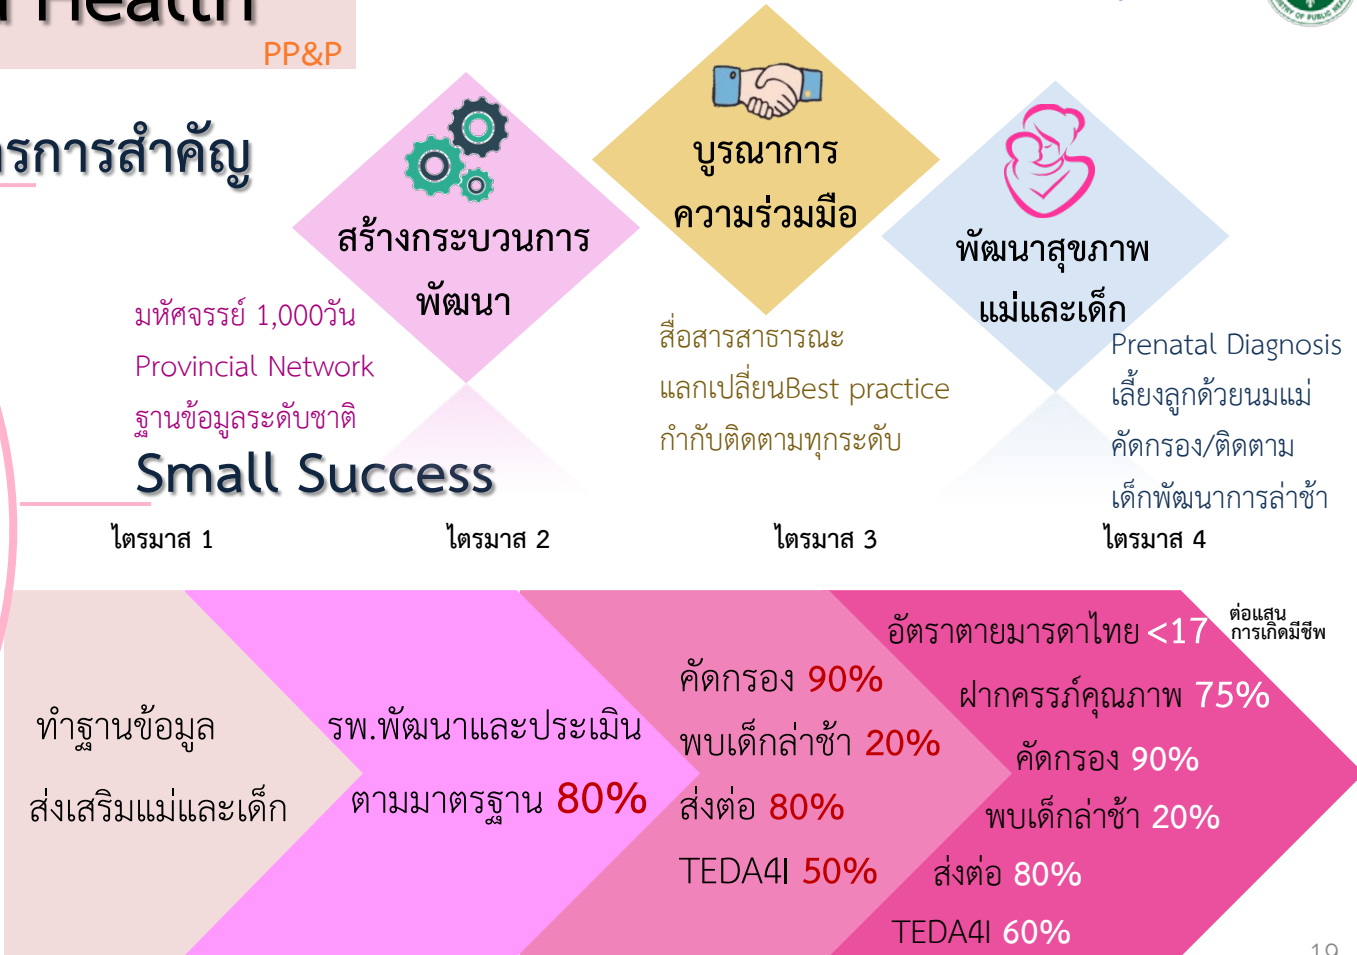 Health
PP&P
MINISTRY OF PUBLIC HEALTH
การสำคัญ
สร้างกระบวนการ
พัฒนา
บูรณาการ
ความร่วมมือ
พัฒนาสุขภาพ
แม่และเด็ก
มหัศจรรย์ 1,000วัน
Provincial Network
ฐานข้อมูลระดับชาติ
สื่อสารสาธารณะ
แลกเปลี่ยนBest practice
กำกับติดตามทุกระดับ
Prenatal Diagnosis
เลี้ยงลูกด้วยนมแม่
คัดกรอง/ติดตาม
เด็กพัฒนาการล่าช้า
Small Success
ไตรมาส 1
ไตรมาส 2
ไตรมาส 3
ไตรมาส 4
ทำฐานข้อมูล
ส่งเสริมแม่และเด็ก
รพ.พัฒนาและประเมิน
ตามมาตรฐาน 80%
คัดกรอง 90%
พบเด็กล่าช้า 20%
ส่งต่อ 80%
TEDA4I 50%
อัตราตายมารดาไทย <17 ต่อแสน
การเกิดมีชีพ
ฝากครรภ์คุณภาพ 75%
คัดกรอง 90%
พบเด็กล่าช้า 20%
ส่งต่อ 80%
TEDA4I 60%
19